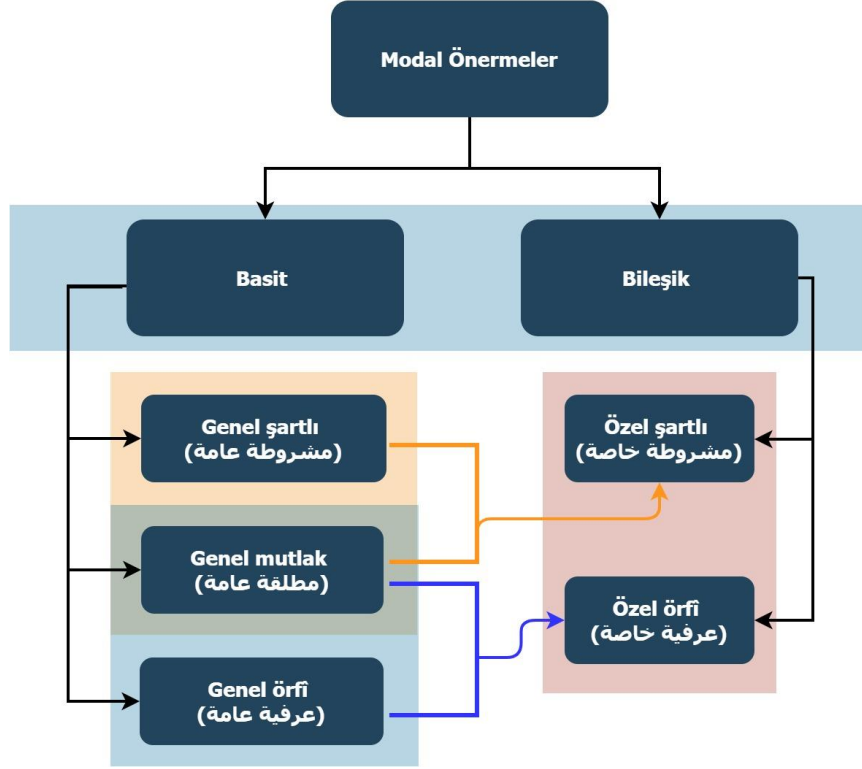 Modal Önermeler
Basit
Bileşik
Genel şartlı
(مشروطة عامة)
Özel şartlı
(مشروطة خاصة)
Genel mutlak
(مطلقة عامة)
Özel örfî
(عرفية خاصة)
Genel örfî
(عرفية عامة)